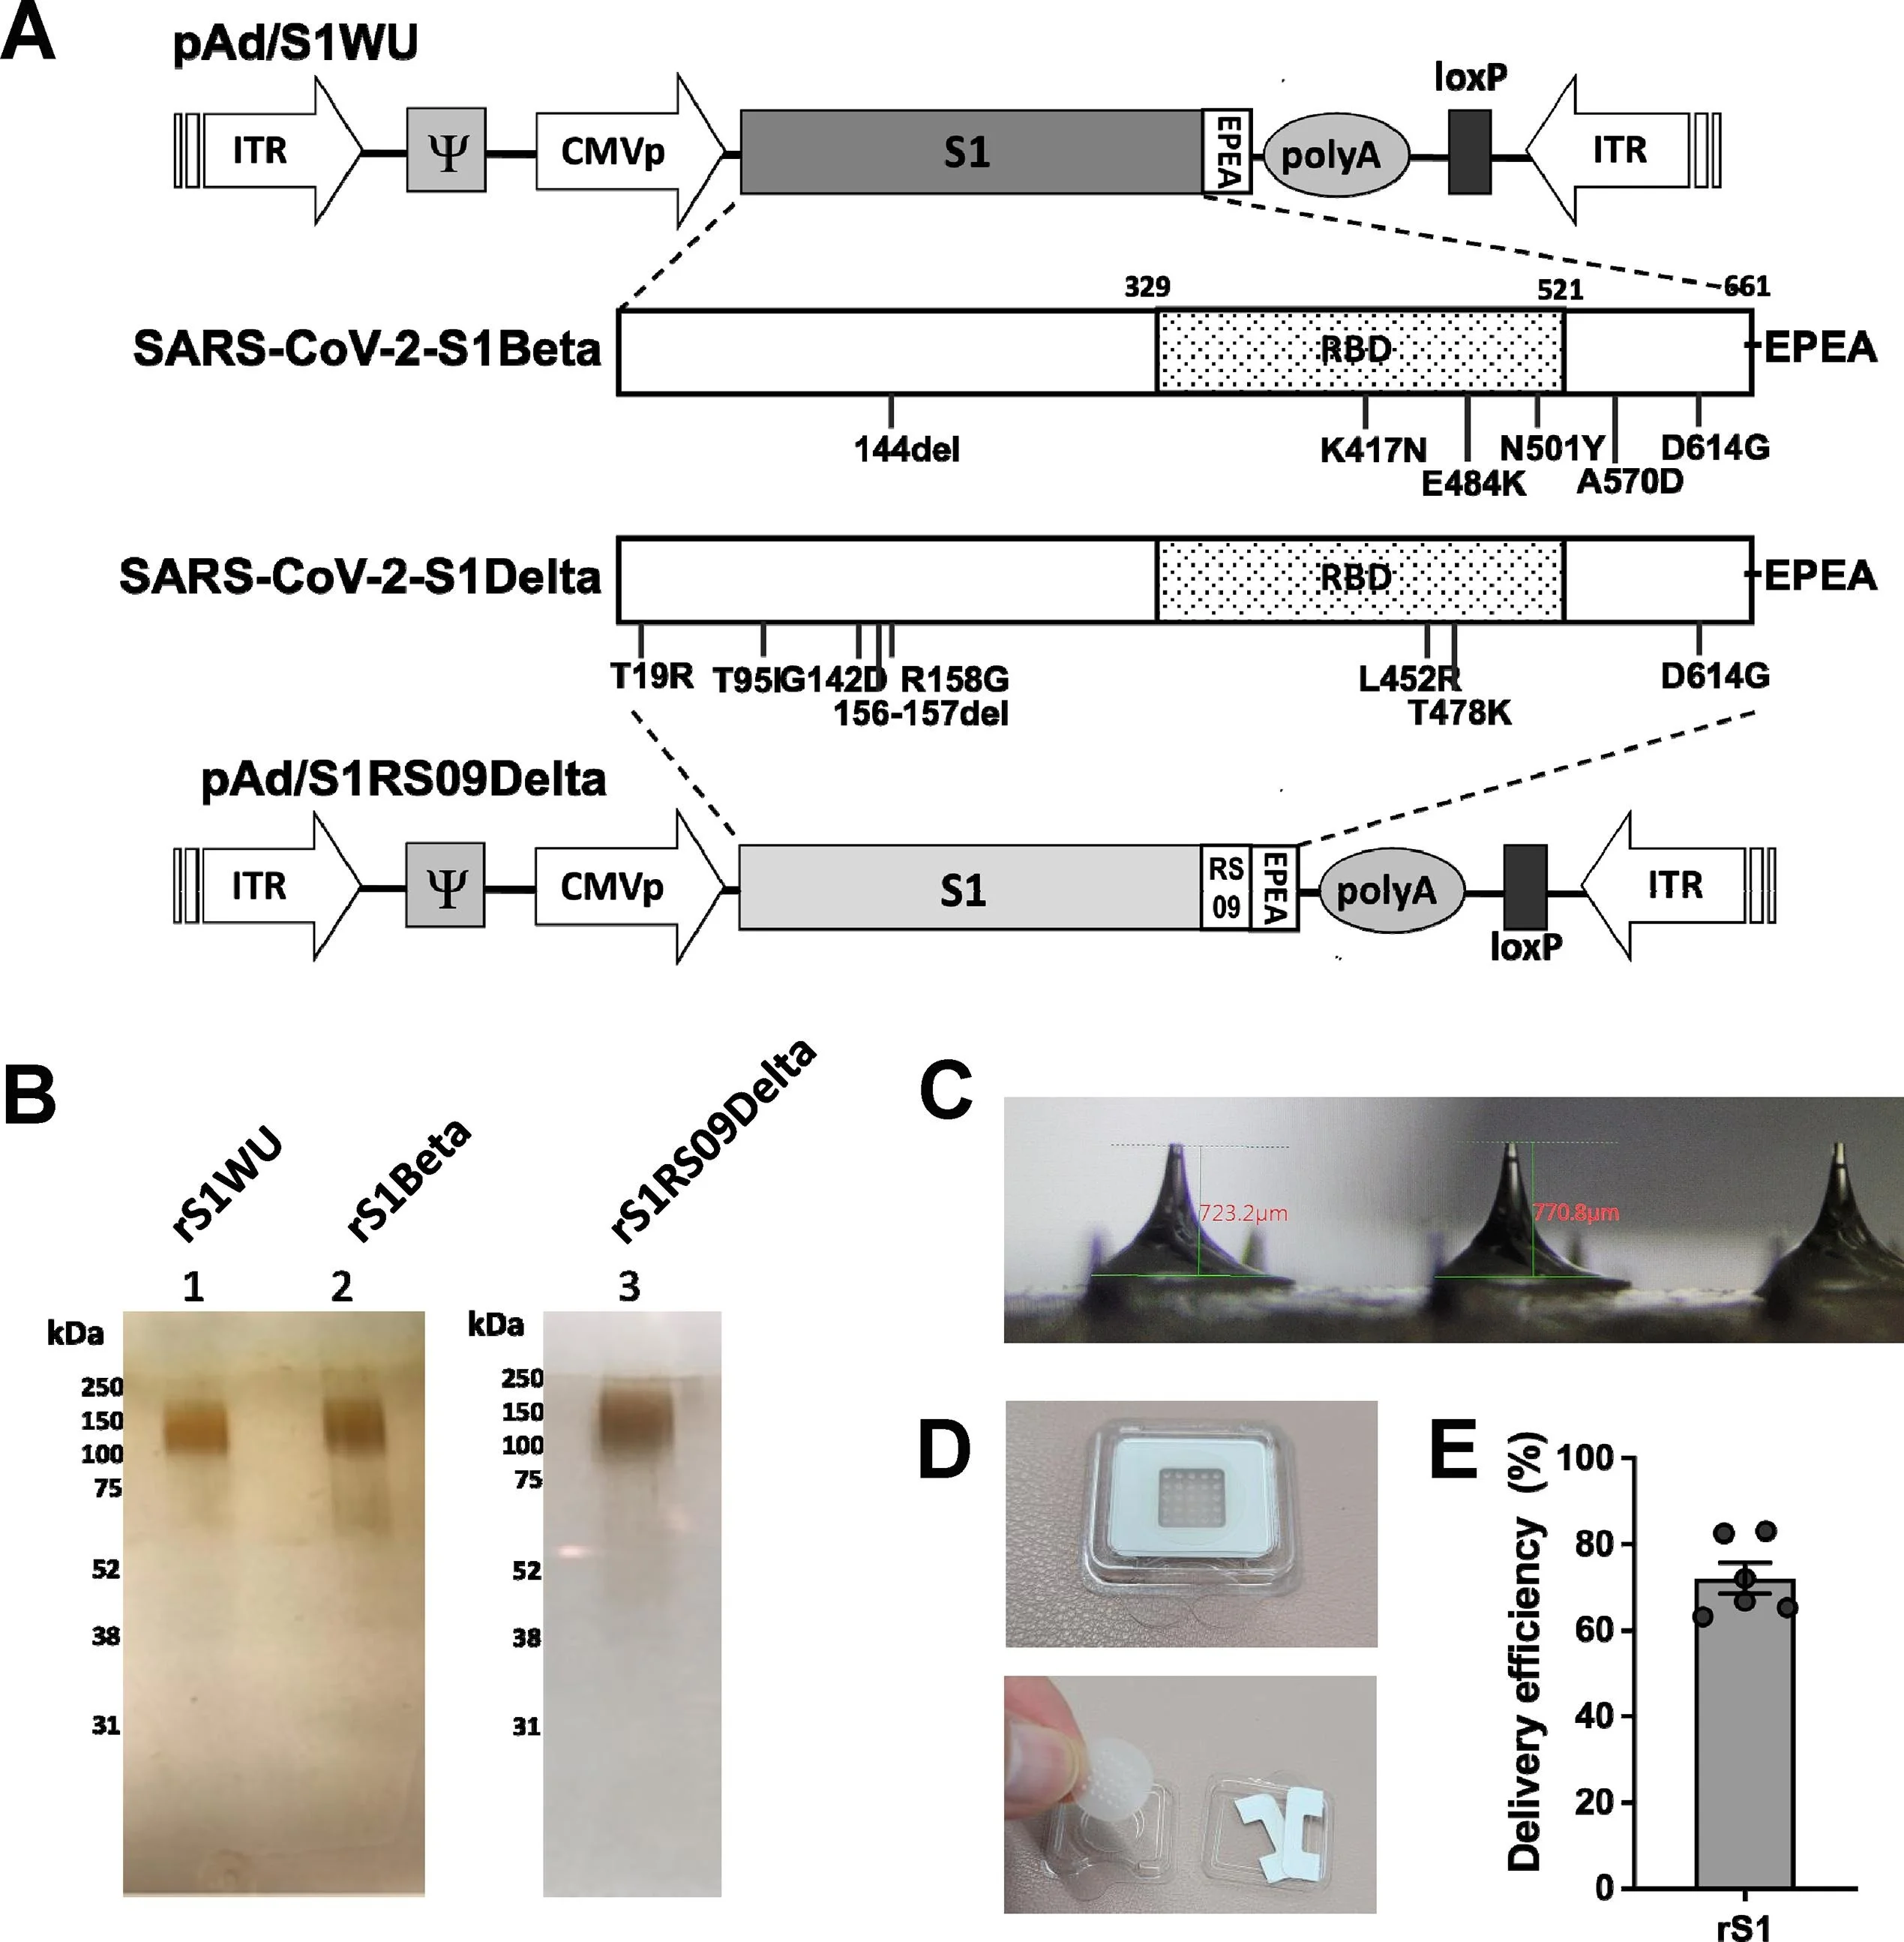 A
pAd/S1WU
loxP
ITR Ψ CMVp S1 EPEA polyA ITR
329 521 661
SARS-CoV-2-S1Beta RBD EPEA
144del K417N N501Y D614G
E484K A570D
SARS-CoV-2-S1Delta RBD EPEA
T19R T95I G142D R158G L452R D614G
156-157del T478K
pAd/S1RS09Delta
ITR Ψ CMVp S1 RS 09 EPEA polyA ITR
loxP
B
rS1WU rS1Beta rS1RS09Delta
1 2 3
kDa
250
150
100
75
52
38
31
kDa
250
150
100
75
52
38
31
C
723.2µm 770.8µm
D
E
Delivery efficiency (%)
100
80
60
40
20
0
rS1